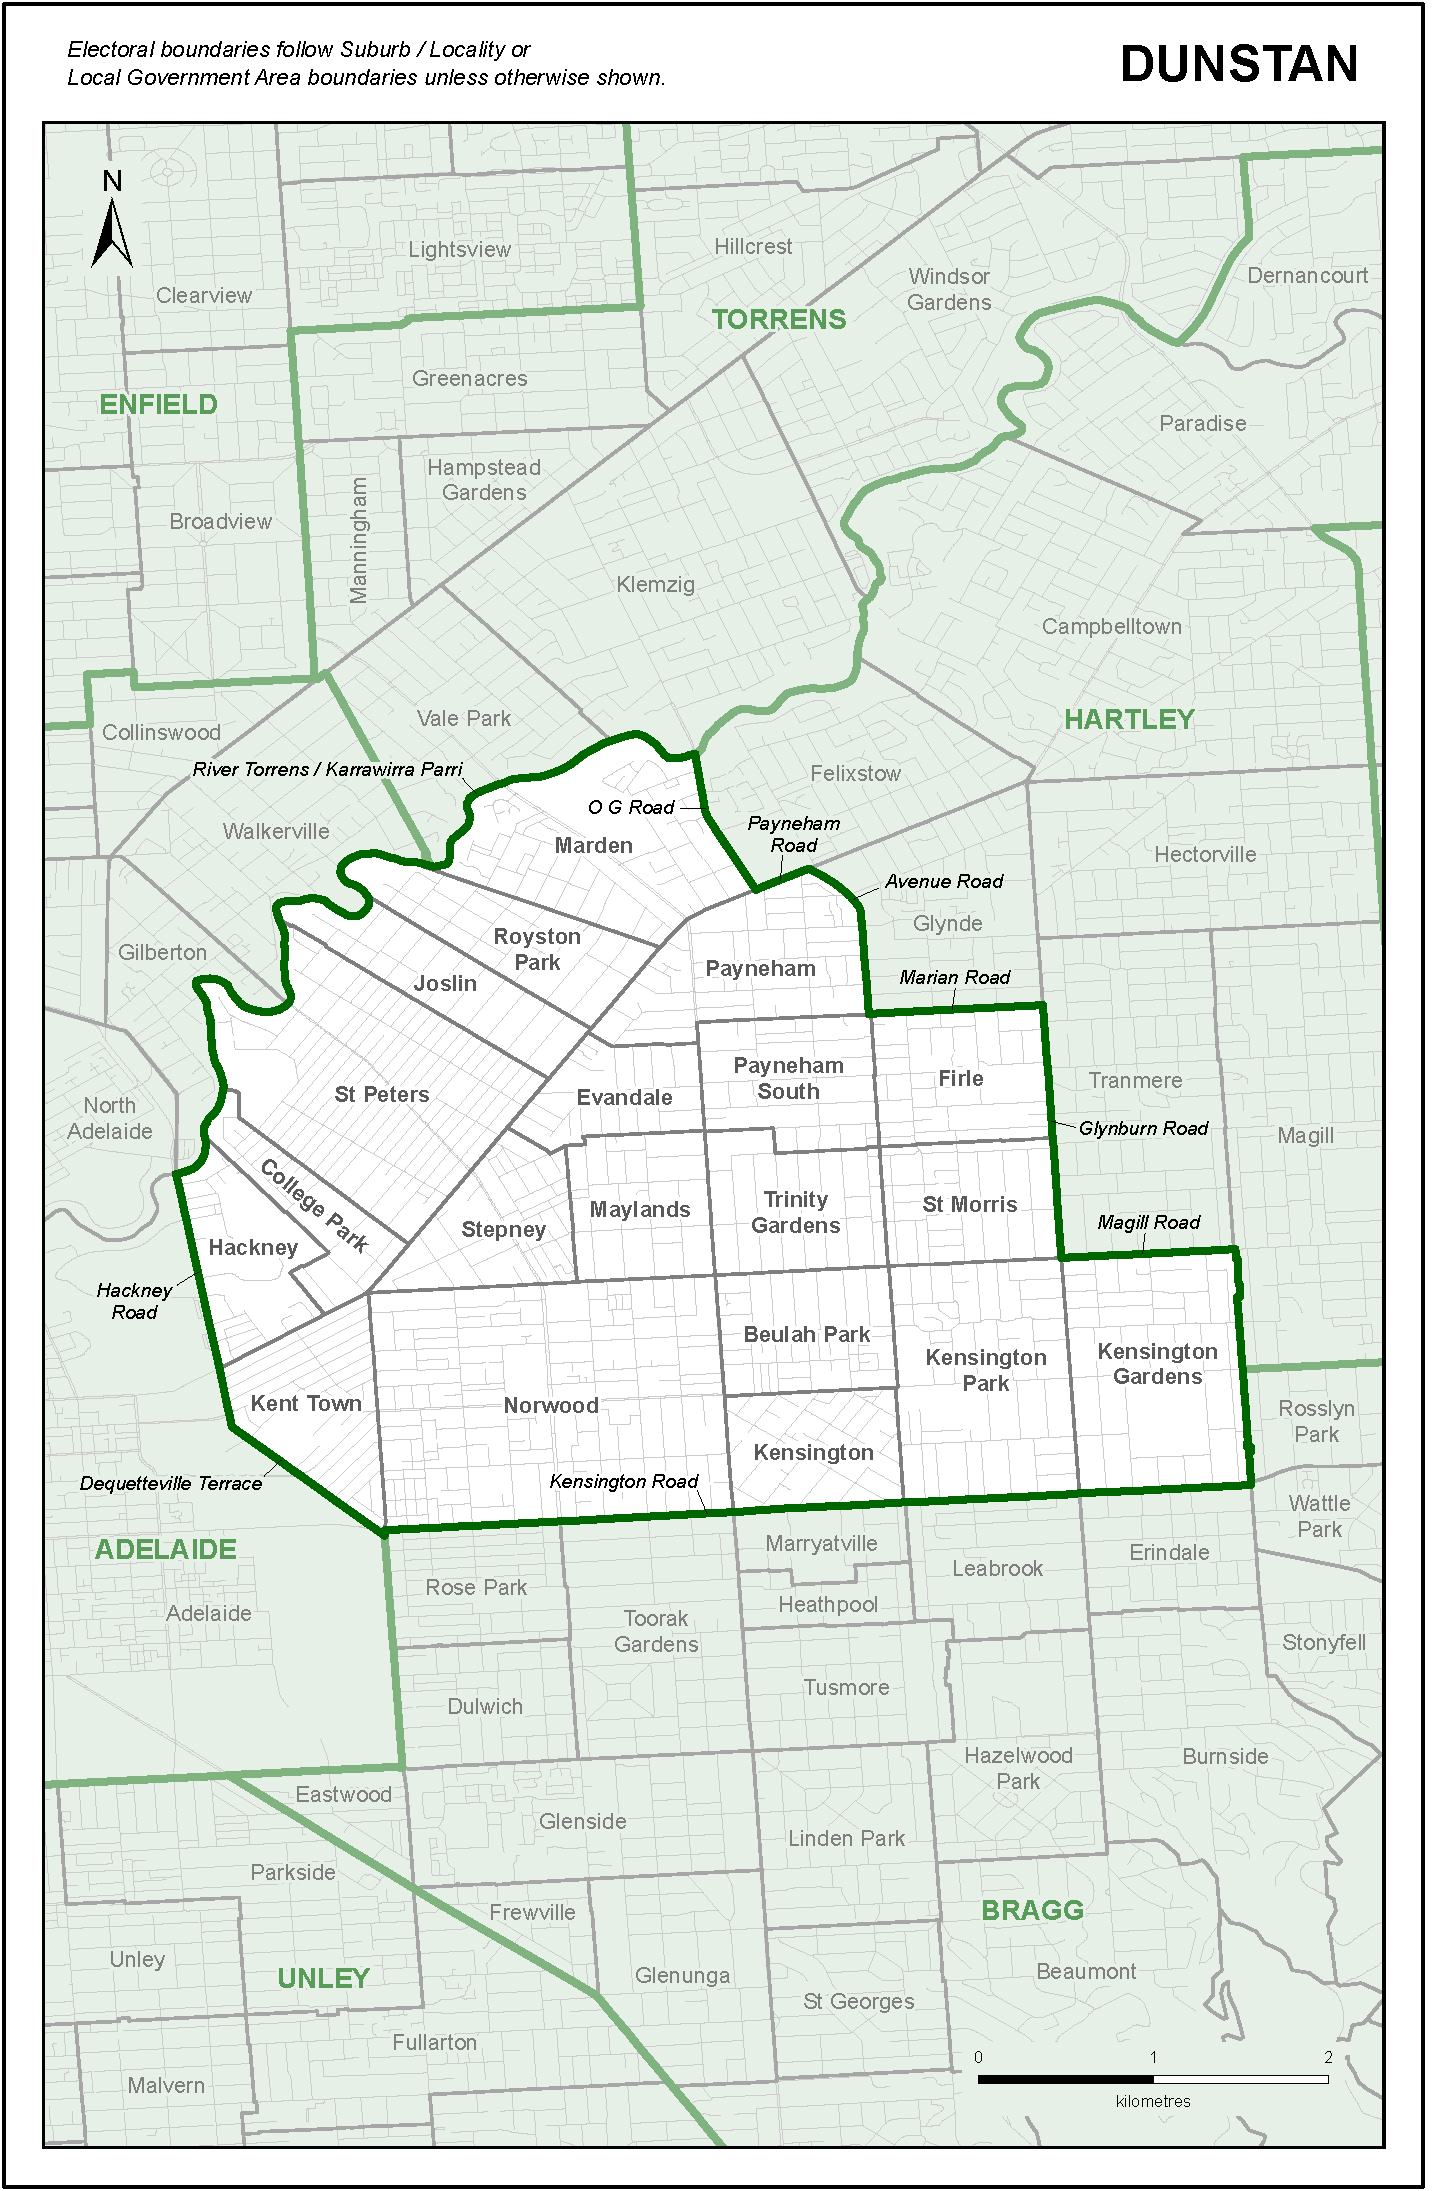 Electoral boundaries follow Suburb / Locality or
Local Government Area boundaries unless otherwise shown.
DUNSTAN
N
Lightsview
Hillcrest
Windsor
Gardens
Dernancourt
Clearview
TORRENS
Greenacres
ENFIELD
Paradise
Hampstead
Gardens
Manningham
Broadview
Klemzig
Campbelltown
Collinswood
Vale Park
HARTLEY
River Torrens / Karrawirra Parri
Felixstow
O G Road
Payneham
Road
Walkerville
Marden
Hectorville
Avenue Road
Glynde
Gilberton
Royston
Park
Payneham
Joslin
Marian Road
Payneham
South
Firle
Tranmere
St Peters
Evandale
North
Adelaide
Glynburn Road
Magill
College Park
Maylands
Trinity
Gardens
St Morris
Stepney
Magill Road
Hackney
Hackney
Road
Beulah Park
Kensington
Park
Kensington
Gardens
Kent Town
Norwood
Rosslyn
Park
Kensington
Dequetteville Terrace
Kensington Road
Wattle
Park
ADELAIDE
Marryatville
Erindale
Leabrook
Rose Park
Heathpool
Adelaide
Toorak
Gardens
Stonyfell
Tusmore
Dulwich
Hazelwood
Park
Burnside
Eastwood
Glenside
Linden Park
Parkside
Frewville
BRAGG
Unley
UNLEY
Glenunga
Beaumont
St Georges
Fullarton
Malvern
0 1 2
kilometres